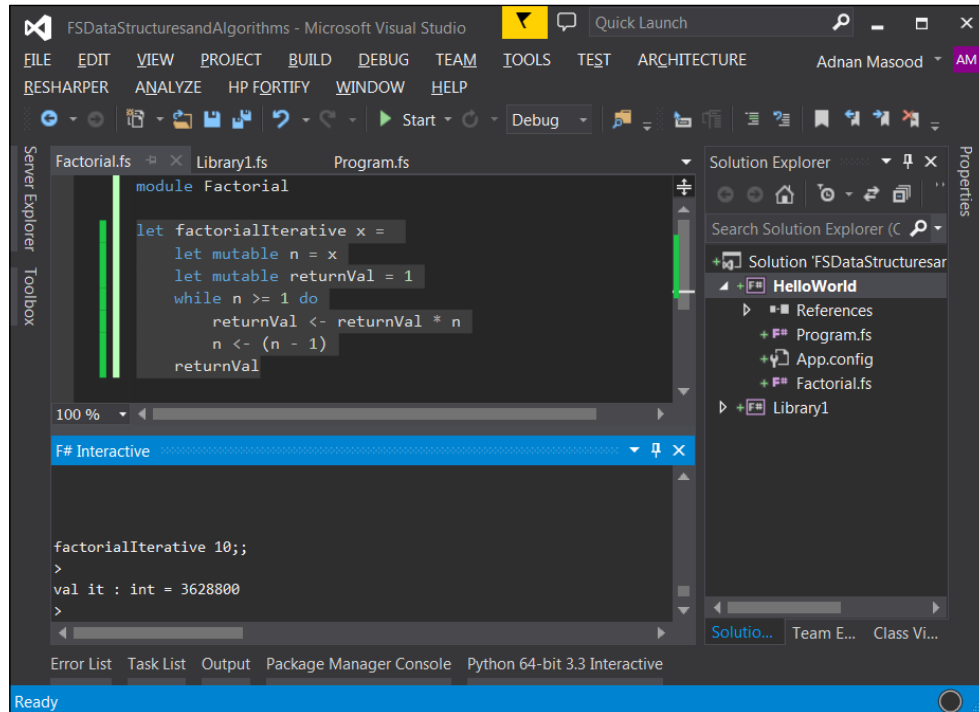 FSDataStructuresandAlgorithms - Microsoft Visual Studio
Quick Launch
FILE EDIT VIEW PROJECT BUILD DEBUG TEAM TOOLS TEST ARCHITECTURE
Adnan Masood
AM
RESHARPER ANALYZE HP FORTIFY WINDOW HELP
Start
Debug
Server Explorer
Toolbox
Factorial.fs
Library1.fs
Program.fs
module Factorial
let factorialIterative x =
let mutable n = x
let mutable returnVal = 1
while n >= 1 do
returnVal <- returnVal * n
n <- (n - 1)
returnVal
100 %
F# Interactive
factorialIterative 10;;
>
val it : int = 3628800
>
Error List Task List Output Package Manager Console Python 64-bit 3.3 Interactive
Solution Explorer
Search Solution Explorer (C
Solution 'FSDataStructuresar
F# HelloWorld
References
F# Program.fs
App.config
F# Factorial.fs
F# Library1
Solutio... Team E... Class Vi...
Properties
Ready